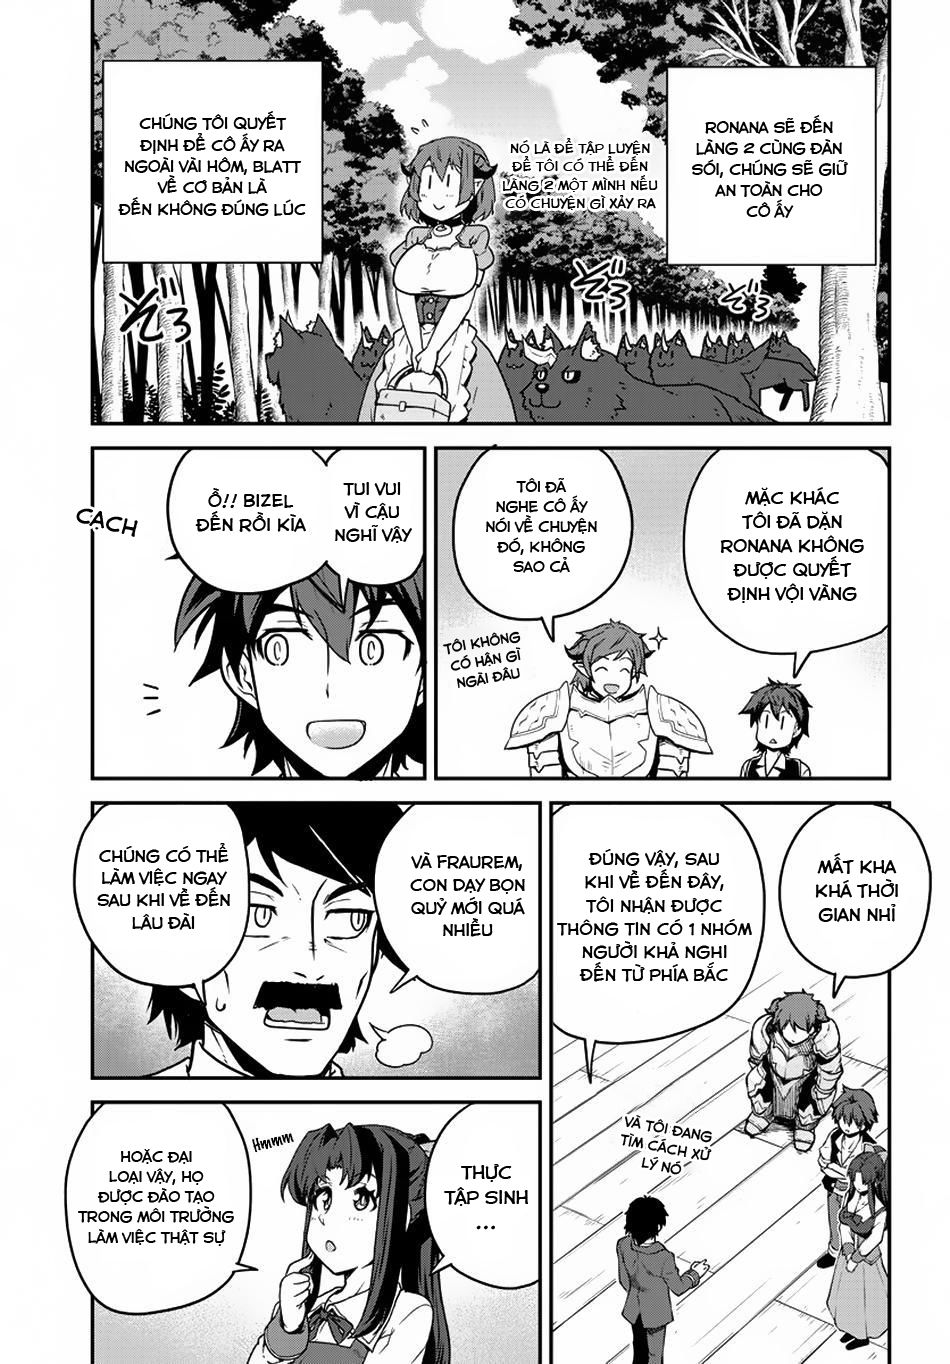 RONANA SẼ ĐẾN
LÀNG 2 CÙNG ĐÀN
SÓI, CHÚNG SẼ GIỮ
AN TOÀN CHO
CÔ ẤY
NÓ LÀ ĐỂ TẬP LUYỆN
ĐỂ TÔI CÓ THỂ ĐẾN
LÀNG 2 MỘT MÌNH NẾU
CÓ CHUYỆN GÌ XẢY RA
CHÚNG TÔI QUYẾT
ĐỊNH ĐỂ CÔ ẤY RA
NGOÀI VÀI HÔM, BLATT
VỀ CƠ BẢN LÀ
ĐẾN KHÔNG ĐÚNG LÚC
ぞろ
ぞろ
ぞろ
MẶC KHÁC
TÔI ĐÃ DẶN
RONANA KHÔNG
ĐƯỢC QUYẾT
ĐỊNH VỘI VÀNG
TÔI ĐÃ
NGHE CÔ ẤY
NÓI VỀ CHUYỆN
ĐÓ, KHÔNG
SAO CẢ
TÔI KHÔNG
CÓ HẬN GÌ
NGÀI ĐÂU
TUI VUI
VÌ CẬU
NGHĨ VẬY
Ồ!! BIZEL
ĐẾN RỒI KÌA
CẠCH
MẤT KHA
KHÁ THỜI
GIAN NHỈ
ĐÚNG VẬY, SAU
KHI VỀ ĐẾN ĐÂY,
TÔI NHẬN ĐƯỢC
THÔNG TIN CÓ 1 NHÓM
NGƯỜI KHẢ NGHI
ĐẾN TỪ PHÍA BẮC
VÀ TÔI ĐANG
TÌM CÁCH XỬ
LÝ NÓ
VÀ FRAUREM,
CON DẠY BỌN
QUỶ MỚI QUÁ
NHIỀU
CHÚNG CÓ THỂ
LÀM VIỆC NGAY
SAU KHI VỀ ĐẾN
LÂU ĐÀI
THỰC
TẬP SINH
...
Hmmm
HOẶC ĐẠI
LOẠI VẬY, HỌ
ĐƯỢC ĐÀO TẠO
TRONG MÔI TRƯỜNG
LÀM VIỆC THẬT SỰ